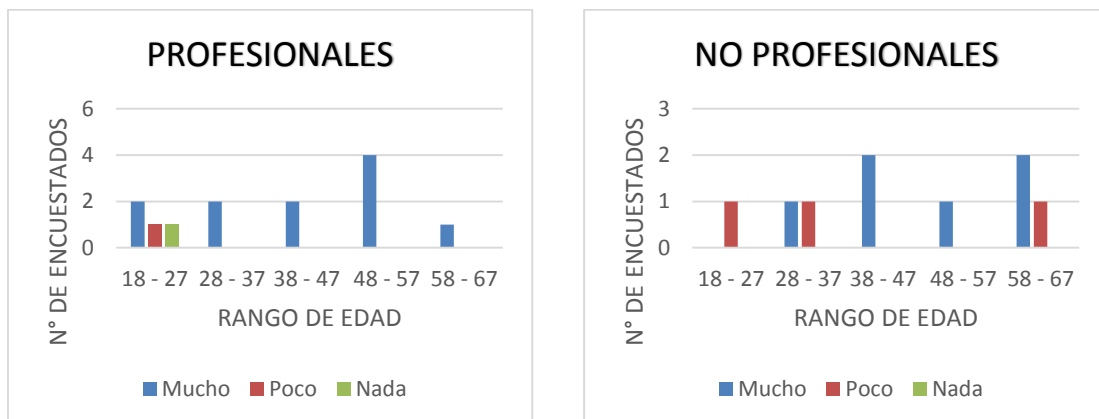 PROFESIONALES
N° DE ENCUESTADOS
6
4
2
0
18 - 27 28 - 37 38 - 47 48 - 57 58 - 67
RANGO DE EDAD
Mucho Poco Nada
NO PROFESIONALES
N° DE ENCUESTADOS
3
2
1
0
18 - 27 28 - 37 38 - 47 48 - 57 58 - 67
RANGO DE EDAD
Mucho Poco Nada